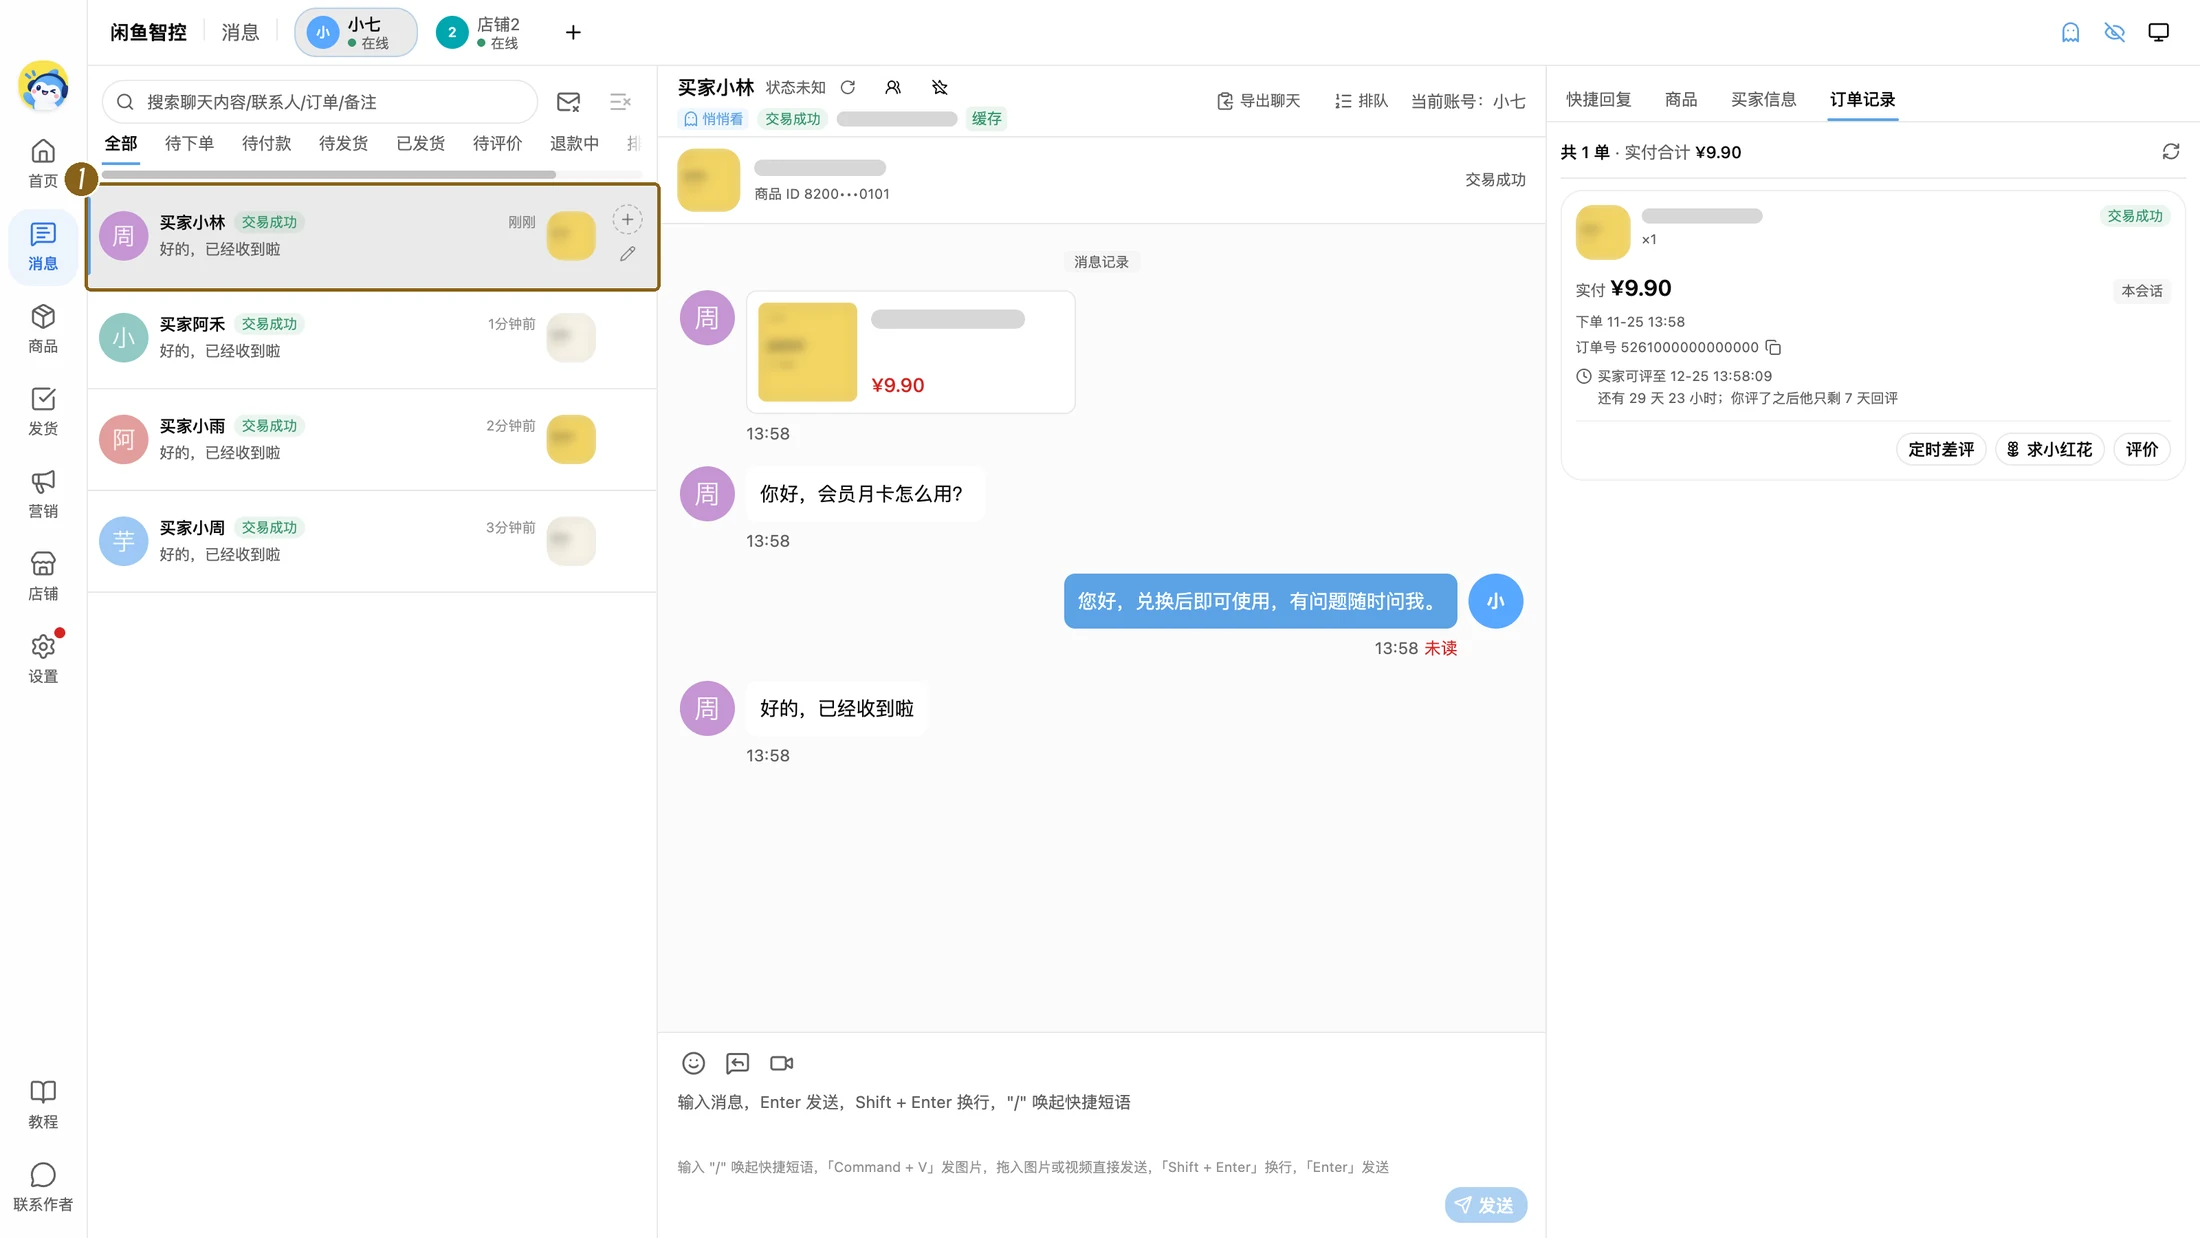 闲鱼智控
消息
小
小七
在线
2
店铺2
在线
首页
消息
商品
发货
营销
店铺
设置
教程
联系作者
搜索聊天内容/联系人/订单/备注
全部 待下单 待付款 待发货 已发货 待评价 退款中
1
周
买家小林 交易成功 刚刚
好的，已经收到啦
小
买家阿禾 交易成功 1分钟前
好的，已经收到啦
阿
买家小雨 交易成功 2分钟前
好的，已经收到啦
芋
买家小周 交易成功 3分钟前
好的，已经收到啦
买家小林 状态未知
悄悄看 交易成功 缓存
导出聊天 排队 当前账号：小七
商品 ID 8200•••0101
交易成功
消息记录
周
¥9.90
13:58
周
你好，会员月卡怎么用？
13:58
您好，兑换后即可使用，有问题随时问我。
小
13:58 未读
周
好的，已经收到啦
13:58
输入消息，Enter 发送，Shift + Enter 换行，"/" 唤起快捷短语
输入 "/" 唤起快捷短语，「Command + V」发图片，拖入图片或视频直接发送，「Shift + Enter」换行，「Enter」发送
发送
快捷回复 商品 买家信息 订单记录
共 1 单 · 实付合计 ¥9.90
×1
交易成功
实付 ¥9.90
本会话
下单 11-25 13:58
订单号 5261000000000000
买家可评至 12-25 13:58:09
还有 29 天 23 小时；你评了之后他只剩 7 天回评
定时差评 求小红花 评价